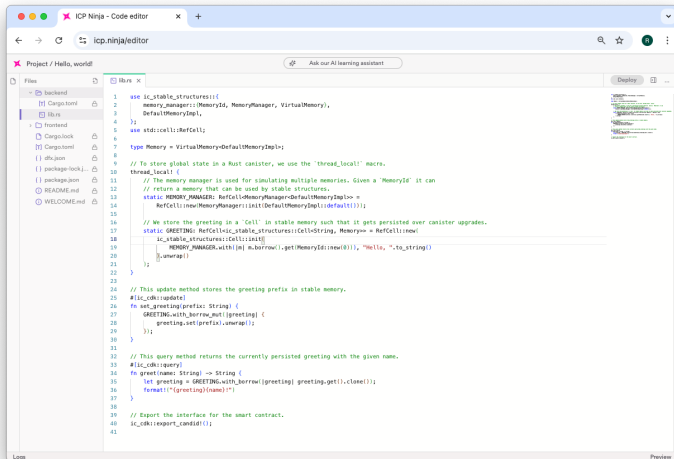 ICP Ninja - Code editor
icp.ninja/editor
R
Project / Hello, world!
Ask our AI learning assistant
Files
lib.rs
Deploy
backend
Cargo.toml
lib.rs
frontend
Cargo.lock
Cargo.toml
dfx.json
package-lock.j...
package.json
README.md
WELCOME.md
1 use ic_stable_structures::{
2 memory_manager::{MemoryId, MemoryManager, VirtualMemory},
3 DefaultMemoryImpl,
4 };
5 use std::cell::RefCell;
6
7 type Memory = VirtualMemory<DefaultMemoryImpl>;
8
9 // To store global state in a Rust canister, we use the `thread_local!` macro.
10 thread_local! {
11 // The memory manager is used for simulating multiple memories. Given a `MemoryId` it can
12 // return a memory that can be used by stable structures.
13 static MEMORY_MANAGER: RefCell<MemoryManager<DefaultMemoryImpl>> =
14 RefCell::new(MemoryManager::init(DefaultMemoryImpl::default()));
15
16 // We store the greeting in a `Cell` in stable memory such that it gets persisted over canister upgrades.
17 static GREETING: RefCell<ic_stable_structures::Cell<String, Memory>> = RefCell::new(
18 ic_stable_structures::Cell::init(
19 MEMORY_MANAGER.with(|m| m.borrow().get(MemoryId::new(0))), "Hello, ".to_string()
20 ).unwrap()
21 );
22 }
23
24 // This update method stores the greeting prefix in stable memory.
25 #[ic_cdk::update]
26 fn set_greeting(prefix: String) {
27 GREETING.with_borrow_mut(|greeting| {
28 greeting.set(prefix).unwrap();
29 });
30 }
31
32 // This query method returns the currently persisted greeting with the given name.
33 #[ic_cdk::query]
34 fn greet(name: String) -> String {
35 let greeting = GREETING.with_borrow(|greeting| greeting.get().clone());
36 format!("{greeting}{name}!")
37 }
38
39 // Export the interface for the smart contract.
40 ic_cdk::export_candid!();
41
Logs
Preview